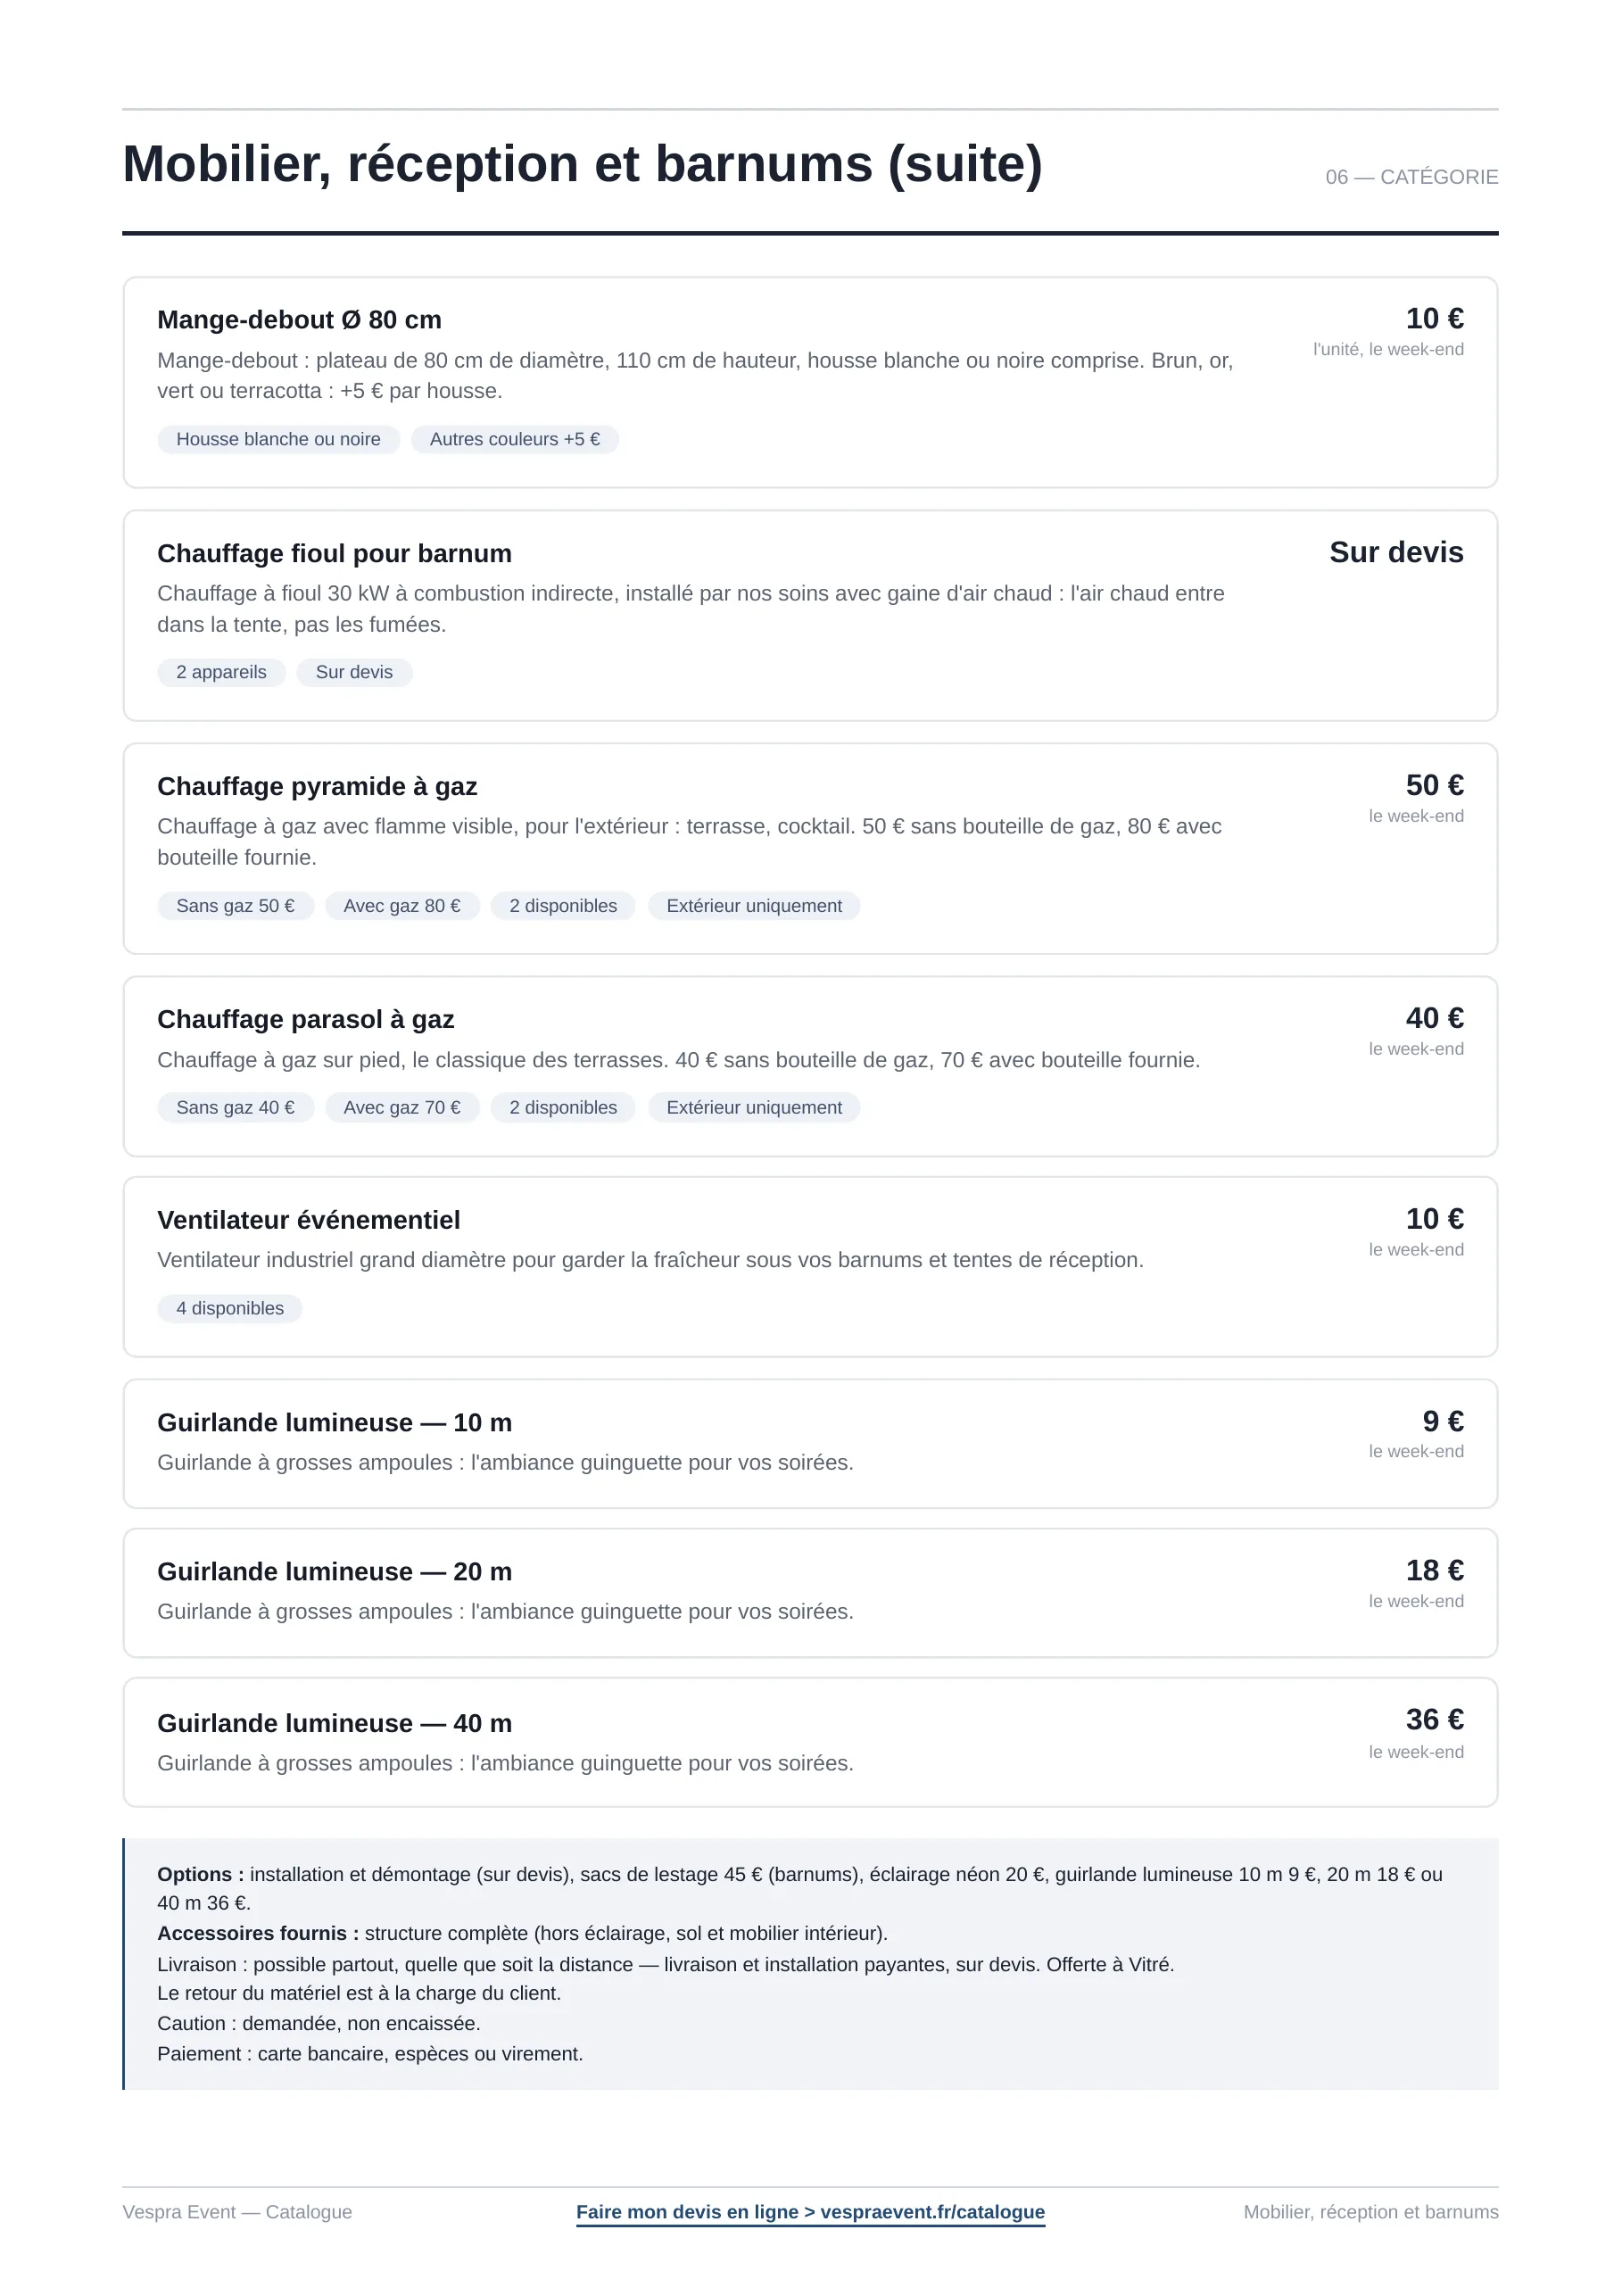 Mobilier, réception et barnums (suite)
06 — CATÉGORIE
Mange-debout Ø 80 cm
10 €
Mange-debout : plateau de 80 cm de diamètre, 110 cm de hauteur, housse blanche ou noire comprise. Brun, or,
l'unité, le week-end
vert ou terracotta : +5 € par housse.
Housse blanche ou noire
Autres couleurs +5 €
Chauffage fioul pour barnum
Sur devis
Chauffage à fioul 30 kW à combustion indirecte, installé par nos soins avec gaine d'air chaud : l'air chaud entre
dans la tente, pas les fumées.
2 appareils
Sur devis
Chauffage pyramide à gaz
50 €
le week-end
Chauffage à gaz avec flamme visible, pour l'extérieur : terrasse, cocktail. 50 € sans bouteille de gaz, 80 € avec
bouteille fournie.
Sans gaz 50 €
Avec gaz 80 €
2 disponibles
Extérieur uniquement
Chauffage parasol à gaz
40 €
le week-end
Chauffage à gaz sur pied, le classique des terrasses. 40 € sans bouteille de gaz, 70 € avec bouteille fournie.
Sans gaz 40 €
Avec gaz 70 €
2 disponibles
Extérieur uniquement
Ventilateur événementiel
10 €
le week-end
Ventilateur industriel grand diamètre pour garder la fraîcheur sous vos barnums et tentes de réception.
4 disponibles
Guirlande lumineuse — 10 m
9 €
le week-end
Guirlande à grosses ampoules : l'ambiance guinguette pour vos soirées.
Guirlande lumineuse — 20 m
18 €
le week-end
Guirlande à grosses ampoules : l'ambiance guinguette pour vos soirées.
Guirlande lumineuse — 40 m
36 €
le week-end
Guirlande à grosses ampoules : l'ambiance guinguette pour vos soirées.
Options : installation et démontage (sur devis), sacs de lestage 45 € (barnums), éclairage néon 20 €, guirlande lumineuse 10 m 9 €, 20 m 18 € ou
40 m 36 €.
Accessoires fournis : structure complète (hors éclairage, sol et mobilier intérieur).
Livraison : possible partout, quelle que soit la distance — livraison et installation payantes, sur devis. Offerte à Vitré.
Le retour du matériel est à la charge du client.
Caution : demandée, non encaissée.
Paiement : carte bancaire, espèces ou virement.
Vespra Event — Catalogue
Faire mon devis en ligne > vespraevent.fr/catalogue
Mobilier, réception et barnums